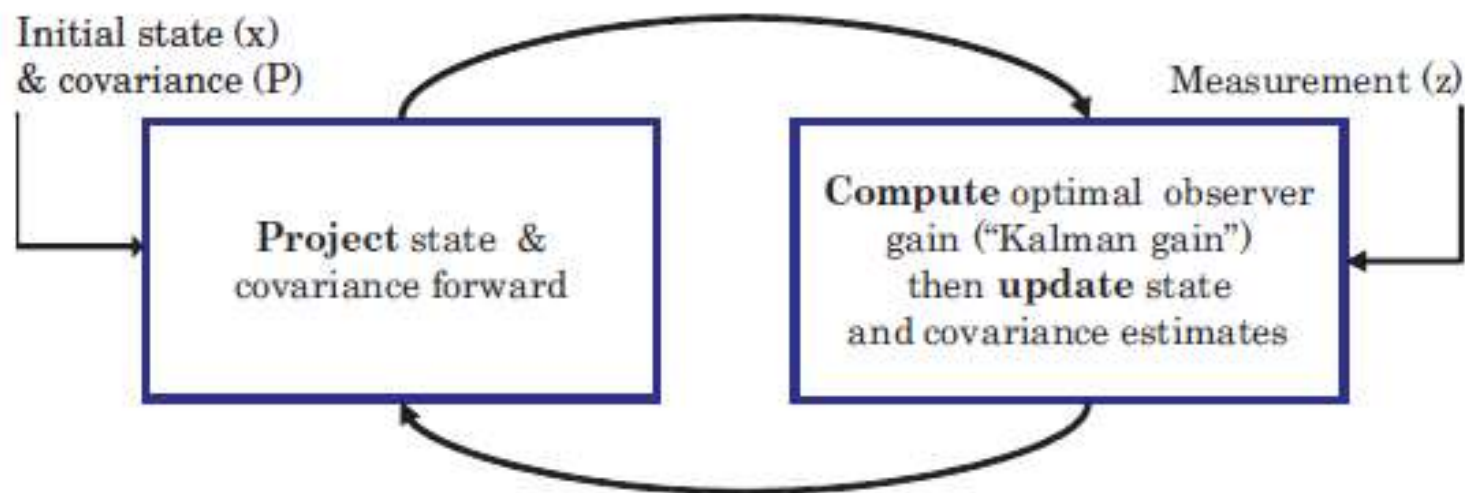 Initial state (x)
& covariance (P)
Measurement (z)
Project state &
covariance forward
Compute optimal observer
gain (“Kalman gain”)
then update state
and covariance estimates